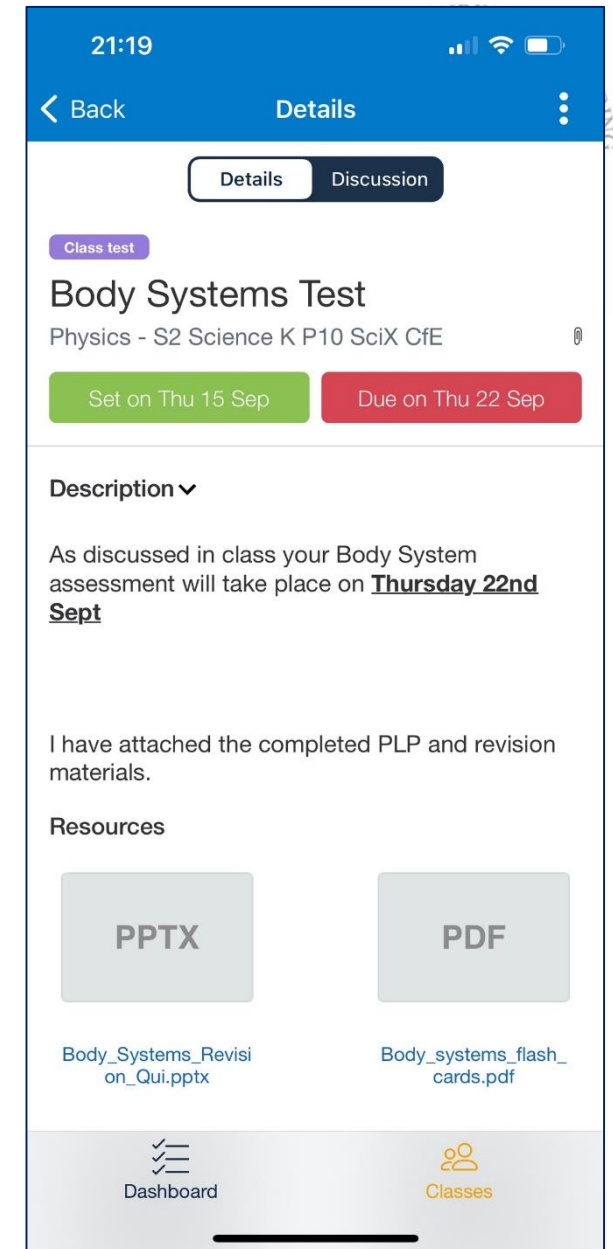 21:19
Back
Details
Details
Discussion
Class test
Body Systems Test
Physics - S2 Science K P10 SciX CfE
Set on Thu 15 Sep
Due on Thu 22 Sep
Description
As discussed in class your Body System
assessment will take place on Thursday 22nd
Sept
I have attached the completed PLP and revision
materials.
Resources
PPTX
PDF
Body_Systems_Revisi
on_Qui.pptx
Body_systems_flash_
cards.pdf
Dashboard
Classes